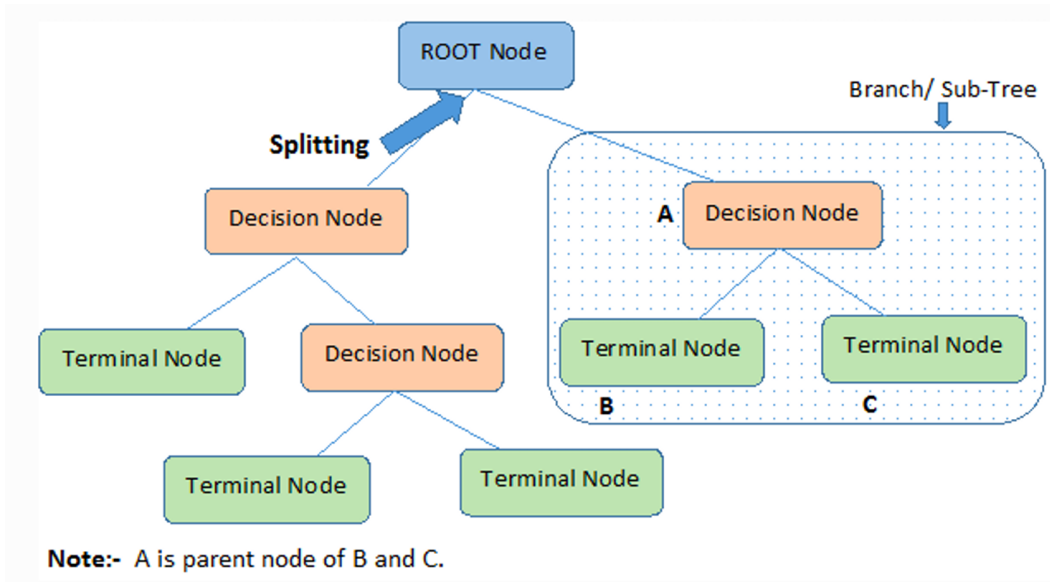 ROOT Node
Branch/ Sub-Tree
Splitting
Decision Node
A
Decision Node
Terminal Node
Decision Node
Terminal Node
Terminal Node
B
C
Terminal Node
Terminal Node
Note:- A is parent node of B and C.